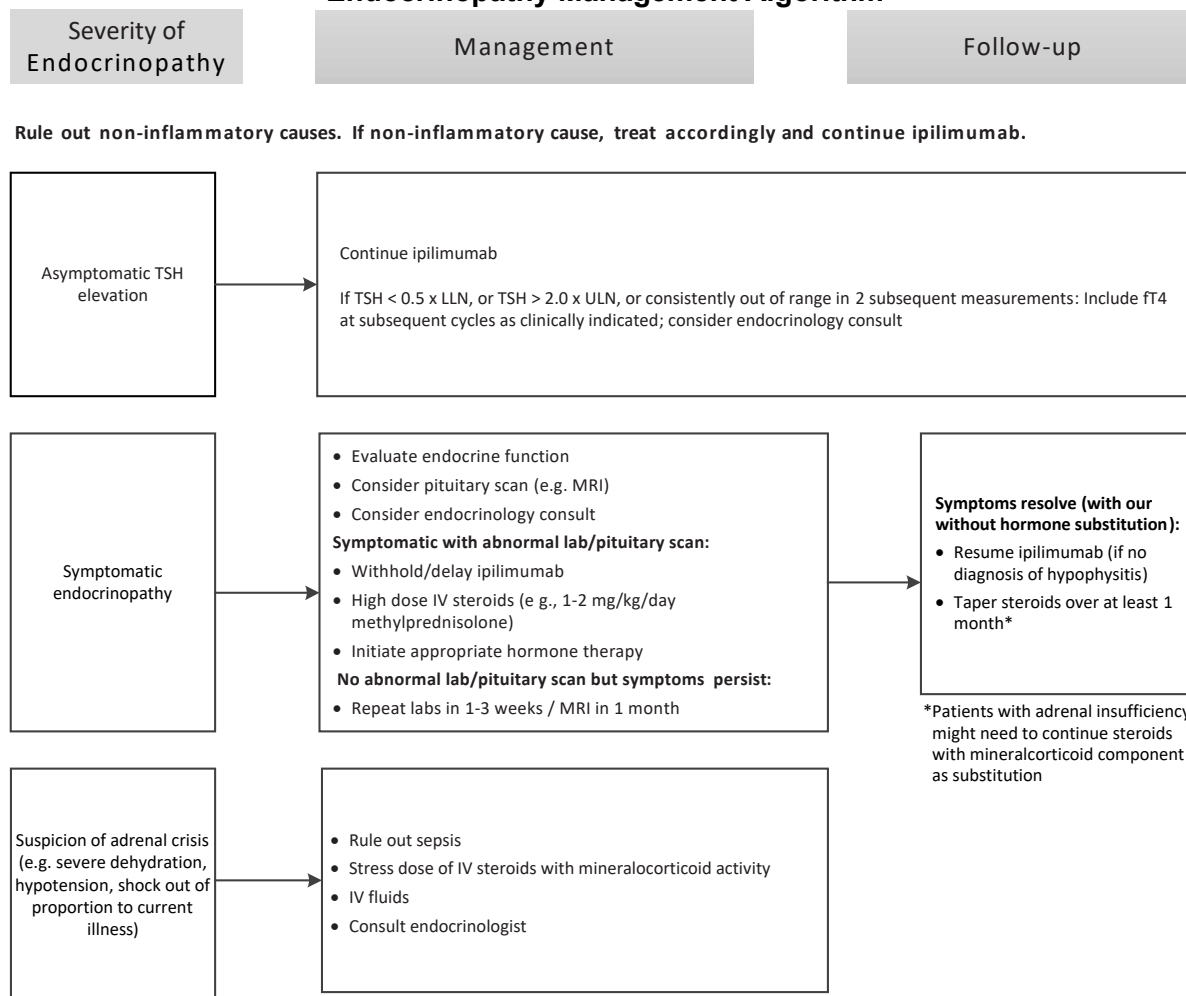 Endocrinopathy Management Algorithm
Severity of
Endocrinopathy
Management
Follow-up
Rule out non-inflammatory causes. If non-inflammatory cause, treat accordingly and continue ipilimumab.
Asymptomatic TSH
elevation
Continue ipilimumab
If TSH < 0.5 x LLN, or TSH > 2.0 x ULN, or consistently out of range in 2 subsequent measurements: Include fT4
at subsequent cycles as clinically indicated; consider endocrinology consult
Symptomatic
endocrinopathy
• Evaluate endocrine function
• Consider pituitary scan (e.g. MRI)
• Consider endocrinology consult
Symptomatic with abnormal lab/pituitary scan:
• Withhold/delay ipilimumab
• High dose IV steroids (e g., 1-2 mg/kg/day
methylprednisolone)
• Initiate appropriate hormone therapy
No abnormal lab/pituitary scan but symptoms persist:
• Repeat labs in 1-3 weeks / MRI in 1 month
Symptoms resolve (with our
without hormone substitution):
• Resume ipilimumab (if no
diagnosis of hypophysitis)
• Taper steroids over at least 1
month*
*Patients with adrenal insufficiency
might need to continue steroids
with mineralcorticoid component
as substitution
Suspicion of adrenal crisis
(e.g. severe dehydration,
hypotension, shock out of
proportion to current
illness)
• Rule out sepsis
• Stress dose of IV steroids with mineralocorticoid activity
• IV fluids
• Consult endocrinologist